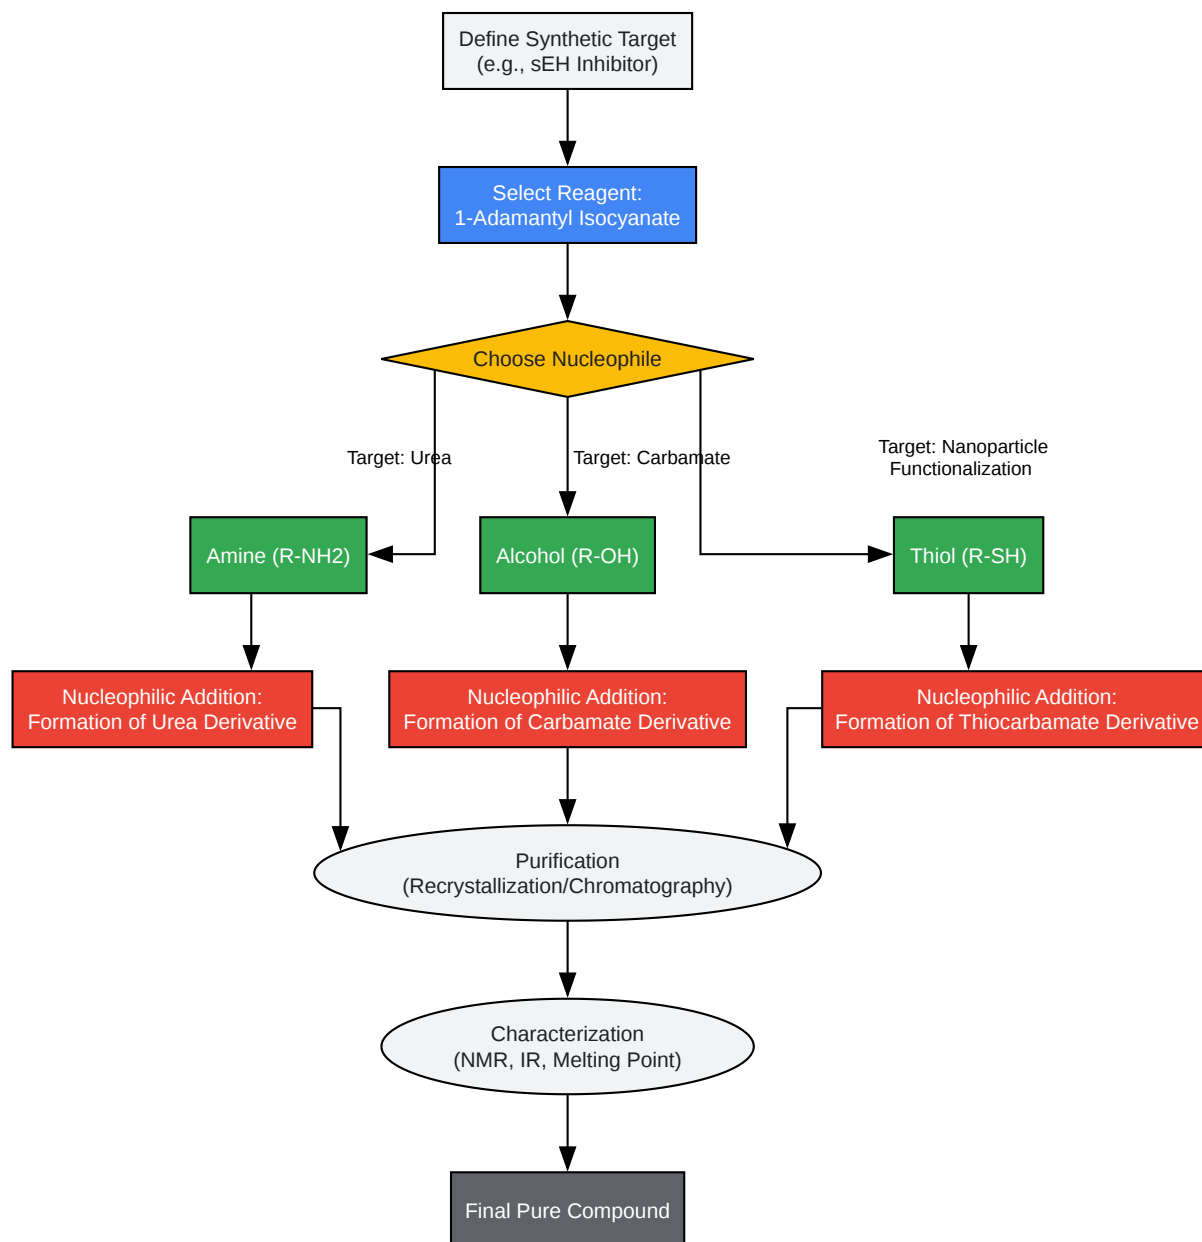 Define Synthetic Target
(e.g., sEH Inhibitor)
Select Reagent:
1-Adamantyl Isocyanate
Choose Nucleophile
Target: Urea
Target: Carbamate
Target: Nanoparticle
Functionalization
Amine (R-NH2)
Alcohol (R-OH)
Thiol (R-SH)
Nucleophilic Addition:
Formation of Urea Derivative
Nucleophilic Addition:
Formation of Carbamate Derivative
Nucleophilic Addition:
Formation of Thiocarbamate Derivative
Purification
(Recrystallization/Chromatography)
Characterization
(NMR, IR, Melting Point)
Final Pure Compound